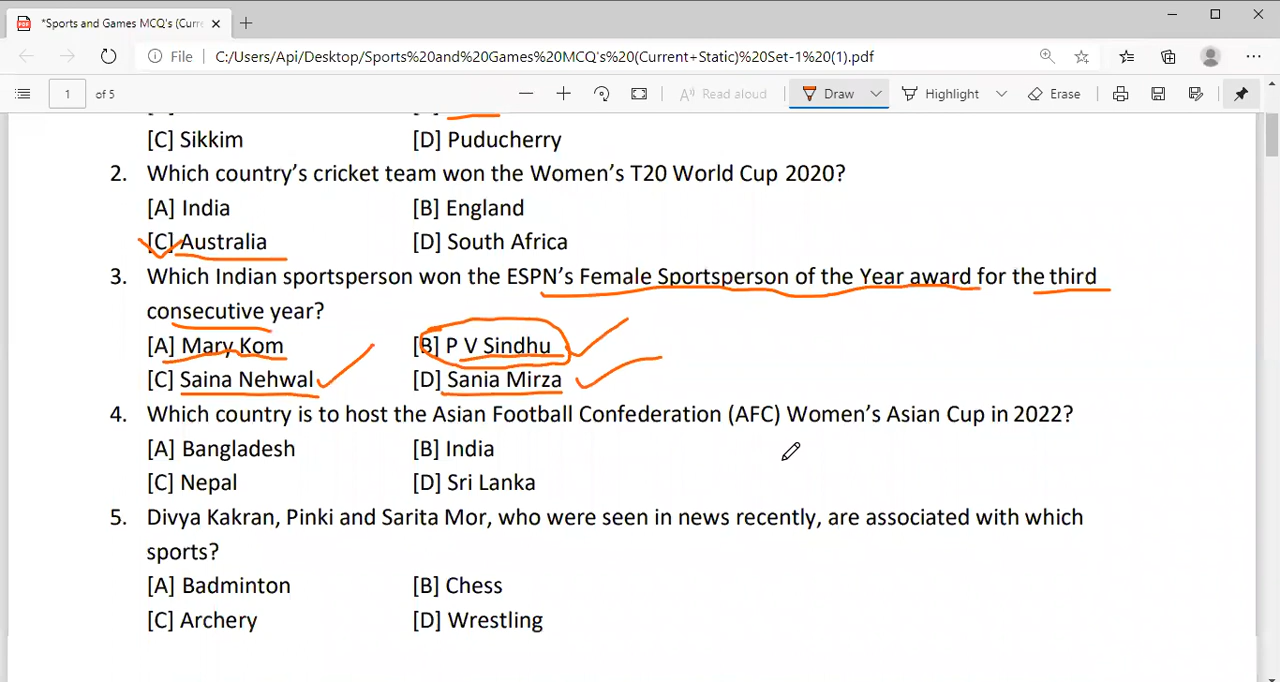 *Sports and Games MCQ's (Curre
File C:/Users/Api/Desktop/Sports%20and%20Games%20MCQ's%20(Current+Static)%20Set-1%20(1).pdf
1 of 5 Read aloud Draw Highlight Erase
[C] Sikkim [D] Puducherry
2. Which country’s cricket team won the Women’s T20 World Cup 2020?
[A] India [B] England
[C] Australia [D] South Africa
3. Which Indian sportsperson won the ESPN’s Female Sportsperson of the Year award for the third
consecutive year?
[A] Mary Kom [B] P V Sindhu
[C] Saina Nehwal [D] Sania Mirza
4. Which country is to host the Asian Football Confederation (AFC) Women’s Asian Cup in 2022?
[A] Bangladesh [B] India
[C] Nepal [D] Sri Lanka
5. Divya Kakran, Pinki and Sarita Mor, who were seen in news recently, are associated with which
sports?
[A] Badminton [B] Chess
[C] Archery [D] Wrestling